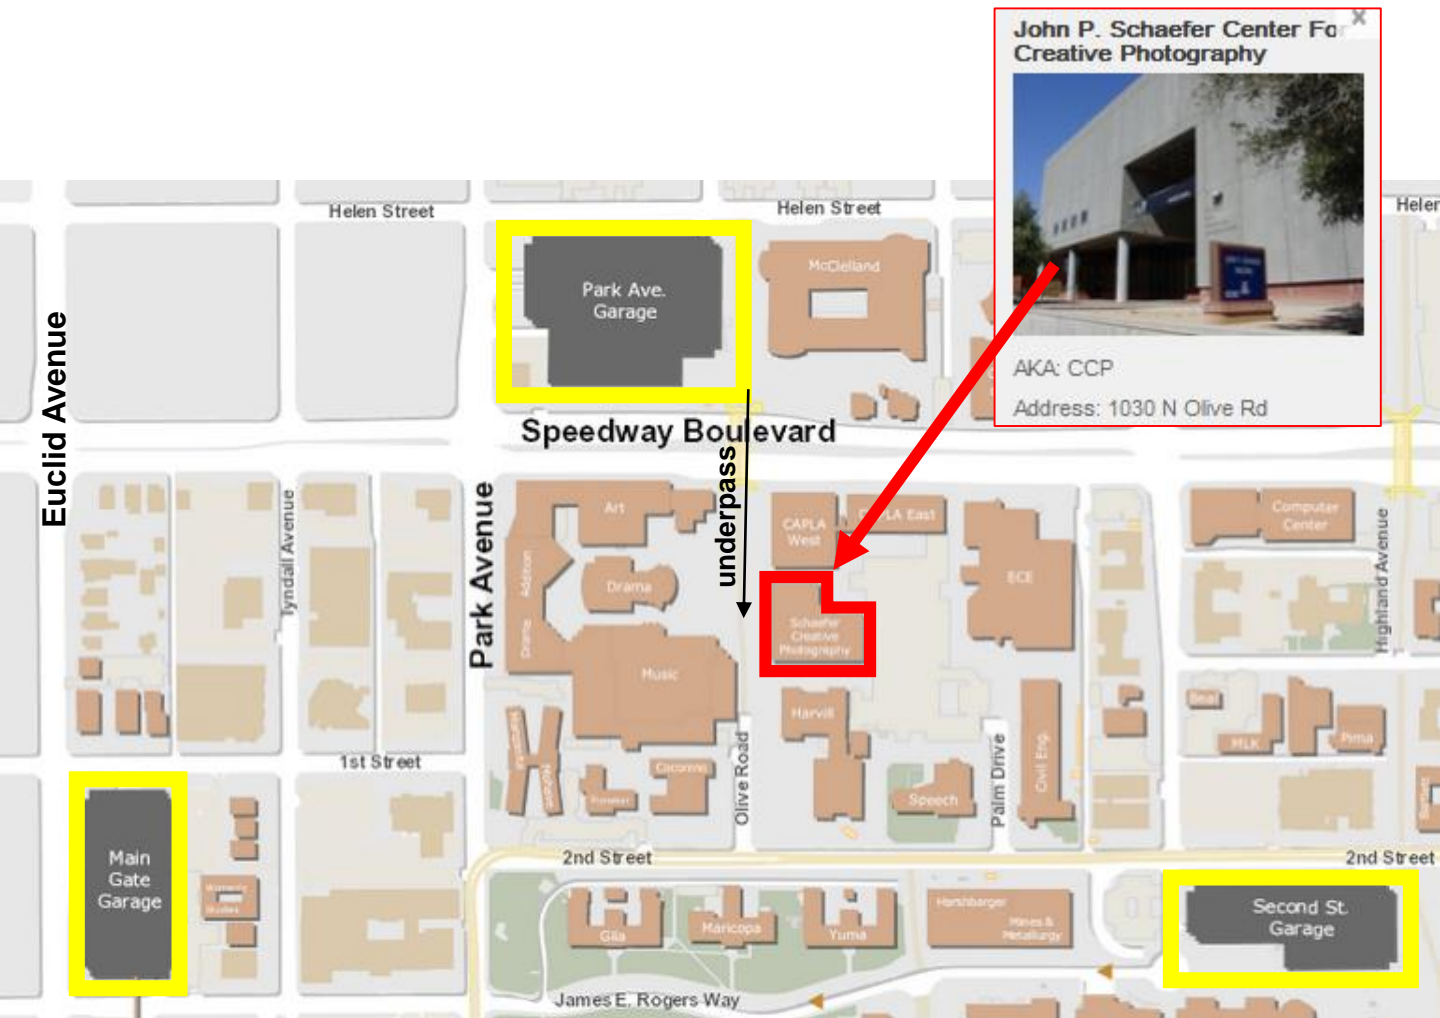 John P. Schaefer Center For
Creative Photography
AKA: CCP
Address: 1030 N Olive Rd
Helen Street
Helen Street
Helen
Park Ave.
Garage
McClelland
Euclid Avenue
Speedway Boulevard
underpass
Park Avenue
Tyndall Avenue
Art
Addition
Drama
Drama
Music
CAPLA
West
CAPLA East
Schaefer
Creative
Photography
ECE
Computer
Center
Highland Avenue
Harvill
Olive Road
Palm Drive
Civil Eng.
Speech
MLK
Pima
1st Street
Main
Gate
Garage
Women's
Studies
2nd Street
2nd Street
Gila
Maricopa
Yuma
Harshbarger
Mines &
Metallurgy
Second St.
Garage
James E. Rogers Way